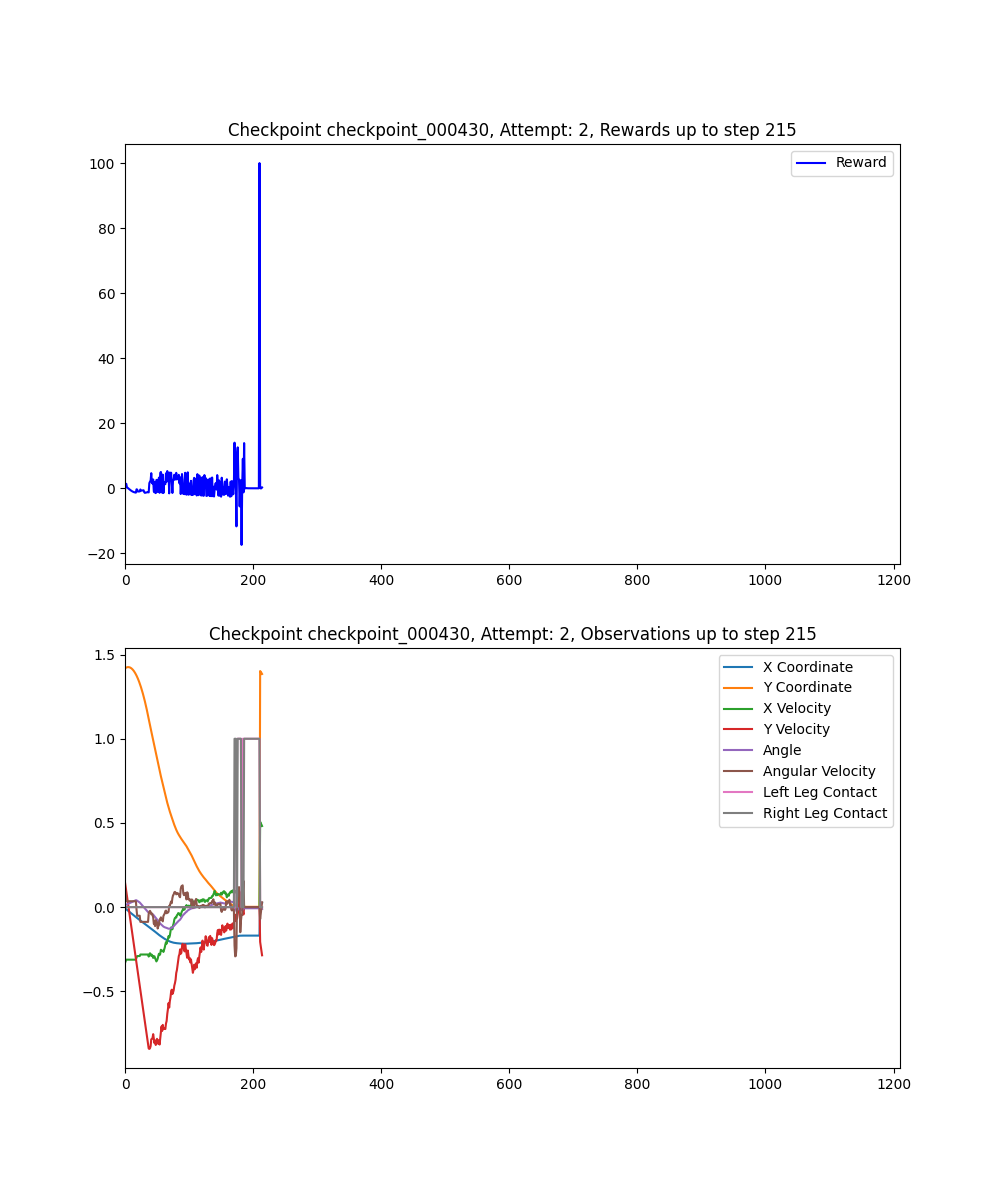 Checkpoint checkpoint_000430, Attempt: 2, Rewards up to step 215
100
80
60
40
20
0
−20
Reward
0 200 400 600 800 1000 1200
Checkpoint checkpoint_000430, Attempt: 2, Observations up to step 215
1.5
1.0
0.5
0.0
−0.5
X Coordinate
Y Coordinate
X Velocity
Y Velocity
Angle
Angular Velocity
Left Leg Contact
Right Leg Contact
0 200 400 600 800 1000 1200